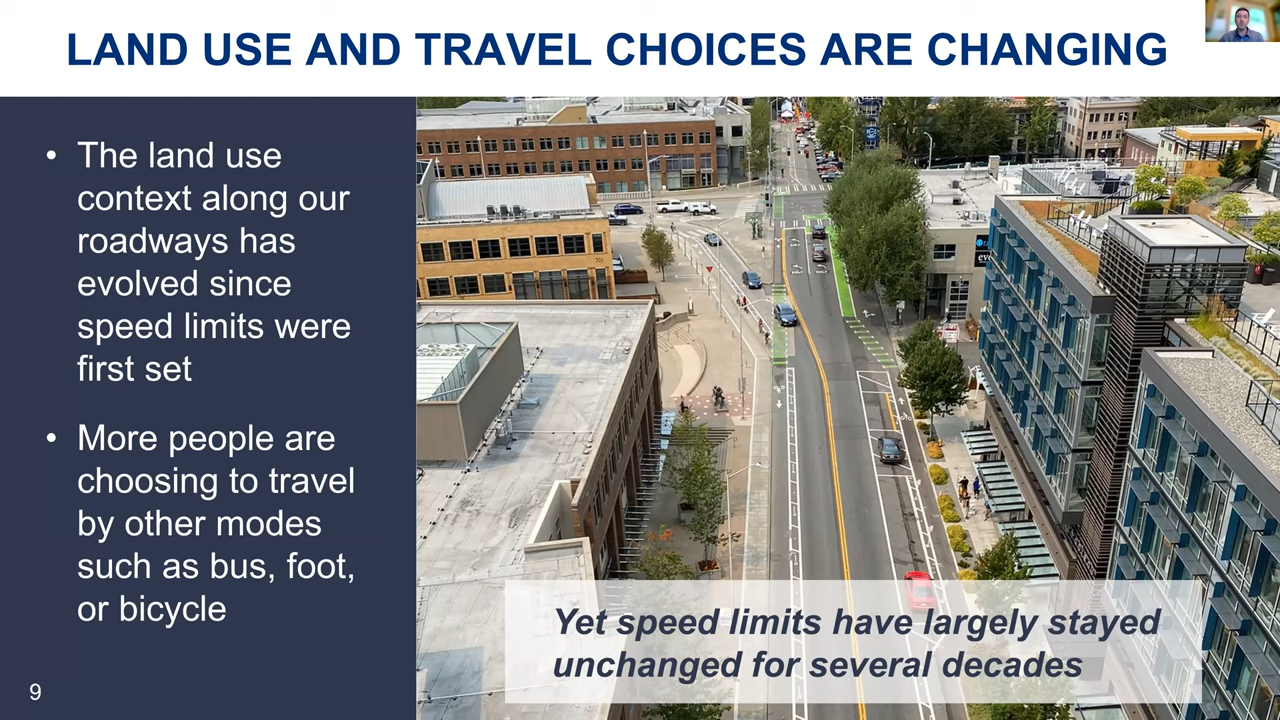 LAND USE AND TRAVEL CHOICES ARE CHANGING
• The land use
context along our
roadways has
evolved since
speed limits were
first set
• More people are
choosing to travel
by other modes
such as bus, foot,
or bicycle
Yet speed limits have largely stayed
unchanged for several decades
9